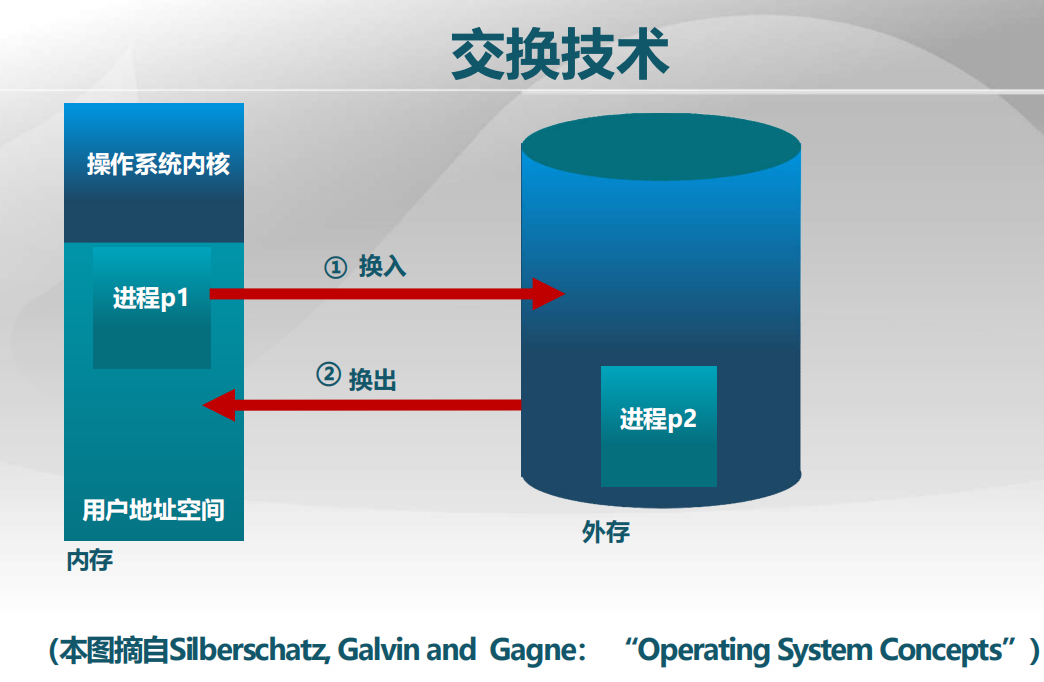 交换技术
操作系统内核
进程p1
① 换入
② 换出
进程p2
用户地址空间
内存
外存
(本图摘自Silberschatz, Galvin and Gagne： “Operating System Concepts”)